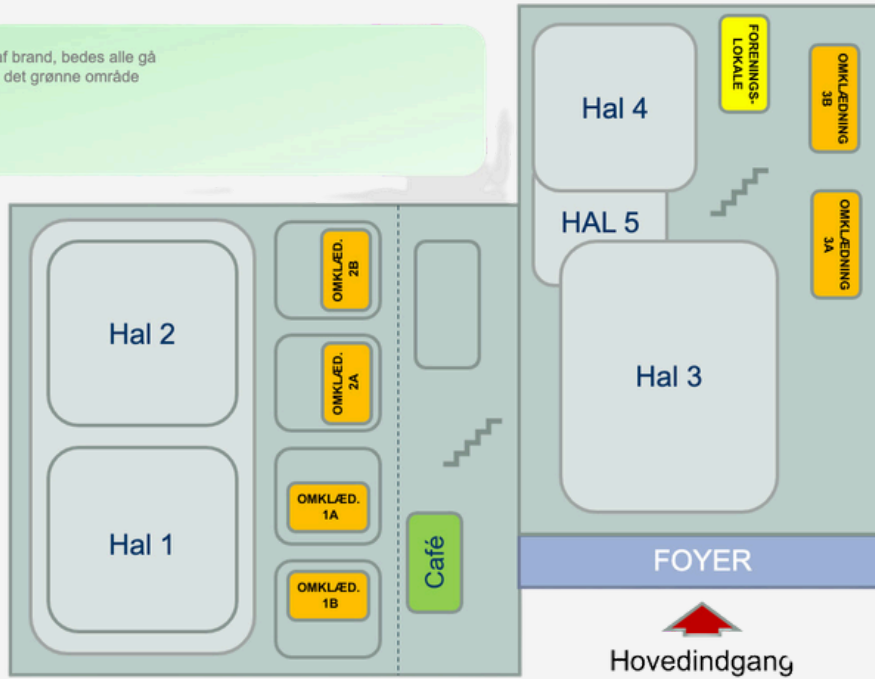 af brand, bedes alle gå
det grønne område
Hal 4
FORENINGS-
LOKALE
OMKLÆDNING
3B
HAL 5
OMKLÆDNING
3A
Hal 3
FOYER
Hovedindgang
Hal 2
OMKLÆD.
2B
OMKLÆD.
2A
Hal 1
OMKLÆD.
1A
OMKLÆD.
1B
Café